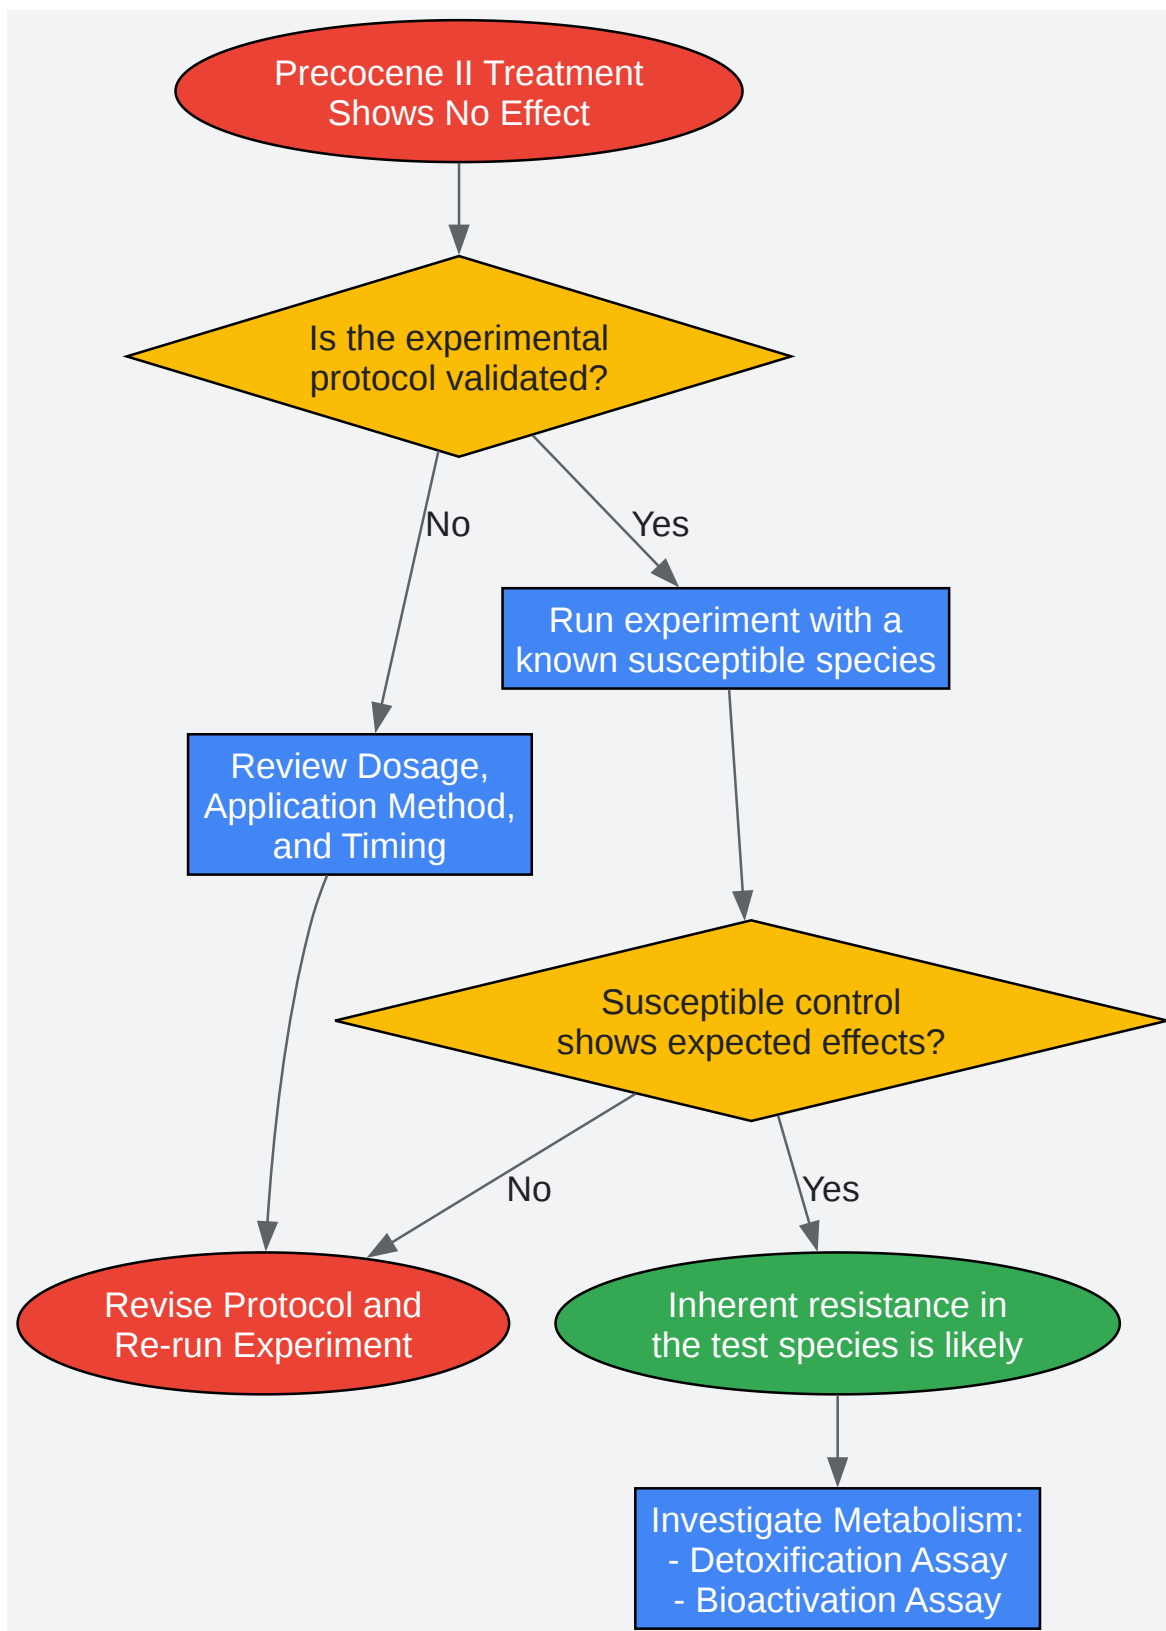 Precocene II Treatment
Shows No Effect
Is the experimental
protocol validated?
No
Yes
Run experiment with a
known susceptible species
Review Dosage,
Application Method,
and Timing
Susceptible control
shows expected effects?
No
Yes
Revise Protocol and
Re-run Experiment
Inherent resistance in
the test species is likely
Investigate Metabolism:
- Detoxification Assay
- Bioactivation Assay